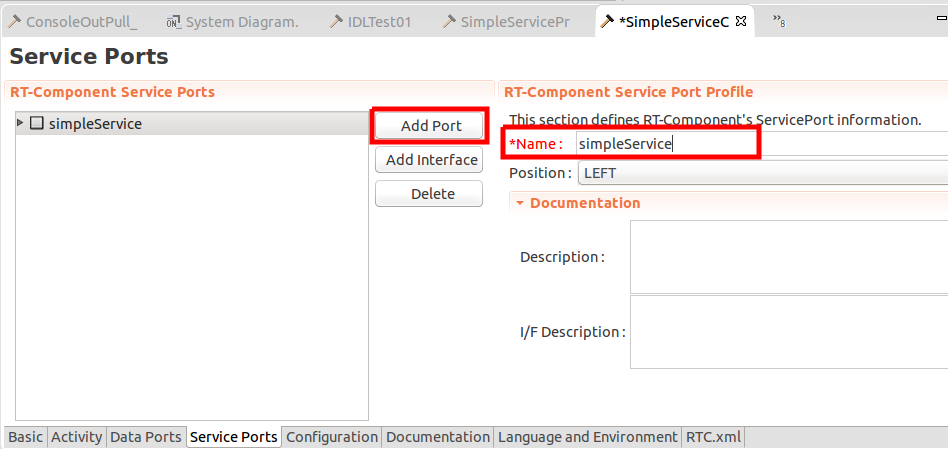 ConsoleOutPull_ System Diagram. IDLTest01 SimpleServicePr *SimpleServiceC »8
Service Ports
RT-Component Service Ports
simpleService
Add Port
Add Interface
Delete
RT-Component Service Port Profile
This section defines RT-Component's ServicePort information.
*Name : simpleService
Position : LEFT
Documentation
Description :
I/F Description :
Basic Activity Data Ports Service Ports Configuration Documentation Language and Environment RTC.xml